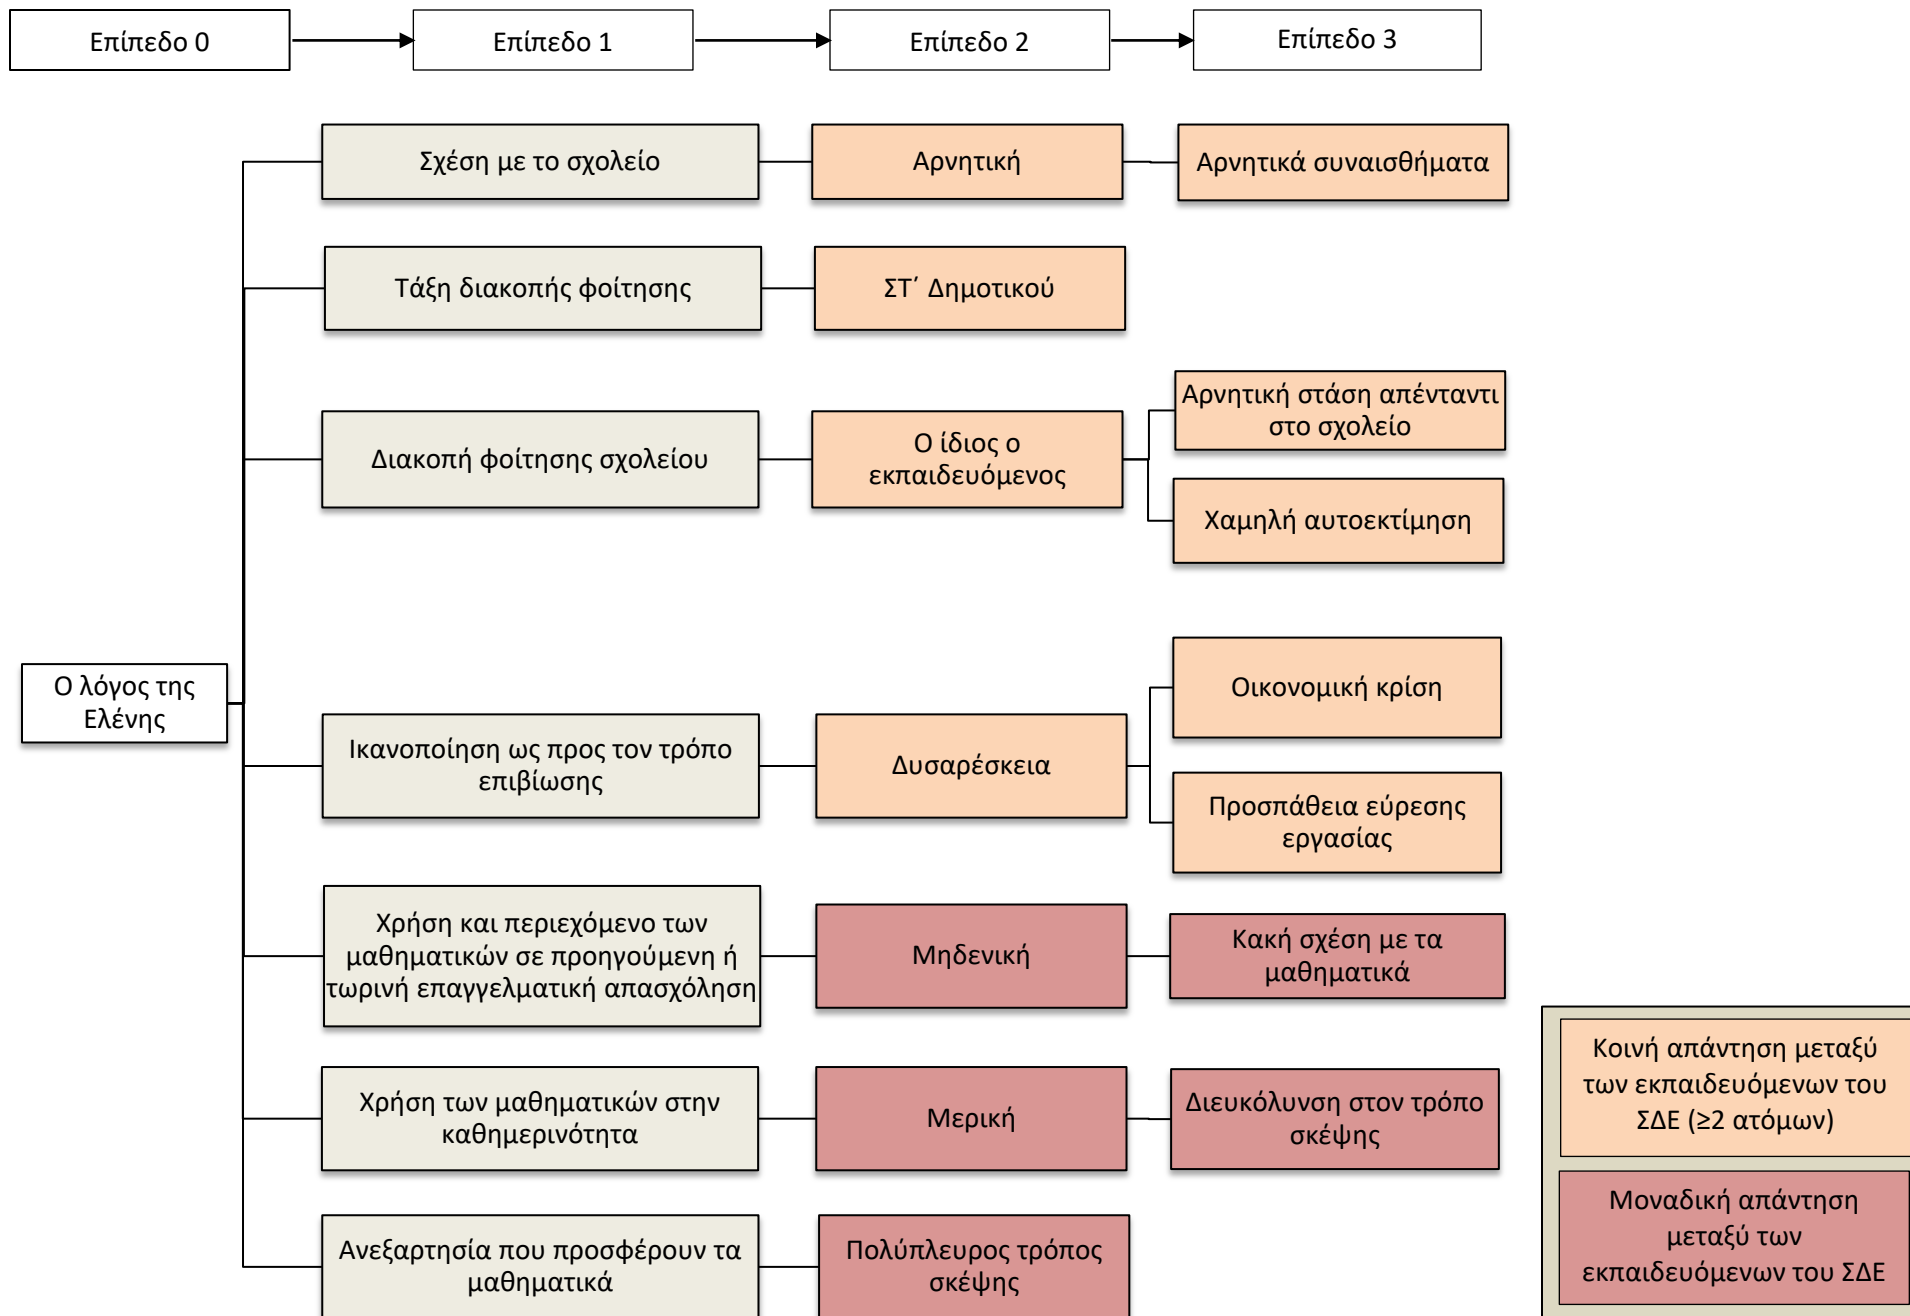 Επίπεδο 0
Επίπεδο 1
Επίπεδο 2
Επίπεδο 3
Σχέση με το σχολείο
Αρνητική
Αρνητικά συναισθήματα
Τάξη διακοπής φοίτησης
ΣΤ΄ Δημοτικού
Διακοπή φοίτησης σχολείου
Ο ίδιος ο
εκπαιδευόμενος
Αρνητική στάση απένταντι
στο σχολείο
Χαμηλή αυτοεκτίμηση
Ο λόγος της
Ελένης
Ικανοποίηση ως προς τον τρόπο
επιβίωσης
Δυσαρέσκεια
Οικονομική κρίση
Προσπάθεια εύρεσης
εργασίας
Χρήση και περιεχόμενο των
μαθηματικών σε προηγούμενη ή
τωρινή επαγγελματική απασχόληση
Μηδενική
Κακή σχέση με τα
μαθηματικά
Χρήση των μαθηματικών στην
καθημερινότητα
Μερική
Διευκόλυνση στον τρόπο
σκέψης
Ανεξαρτησία που προσφέρουν τα
μαθηματικά
Πολύπλευρος τρόπος
σκέψης
Κοινή απάντηση μεταξύ
των εκπαιδευόμενων του
ΣΔΕ (≥2 ατόμων)
Μοναδική απάντηση
μεταξύ των
εκπαιδευόμενων του ΣΔΕ